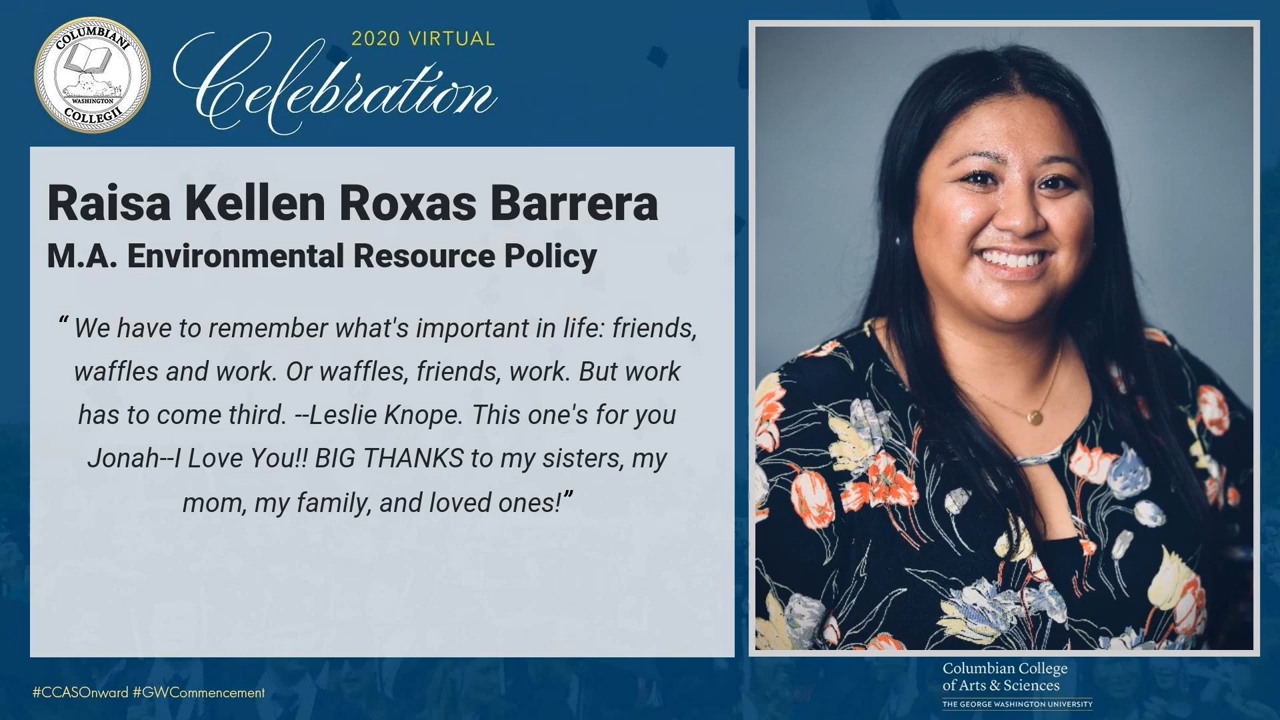 COLUMBIANI
WASHINGTON
COLLEGII
2020 VIRTUAL
Celebration
Raisa Kellen Roxas Barrera
M.A. Environmental Resource Policy
“ We have to remember what's important in life: friends,
waffles and work. Or waffles, friends, work. But work
has to come third. --Leslie Knope. This one's for you
Jonah--I Love You!! BIG THANKS to my sisters, my
mom, my family, and loved ones!”
#CCASOnward #GWCommencement
Columbian College
of Arts & Sciences
THE GEORGE WASHINGTON UNIVERSITY